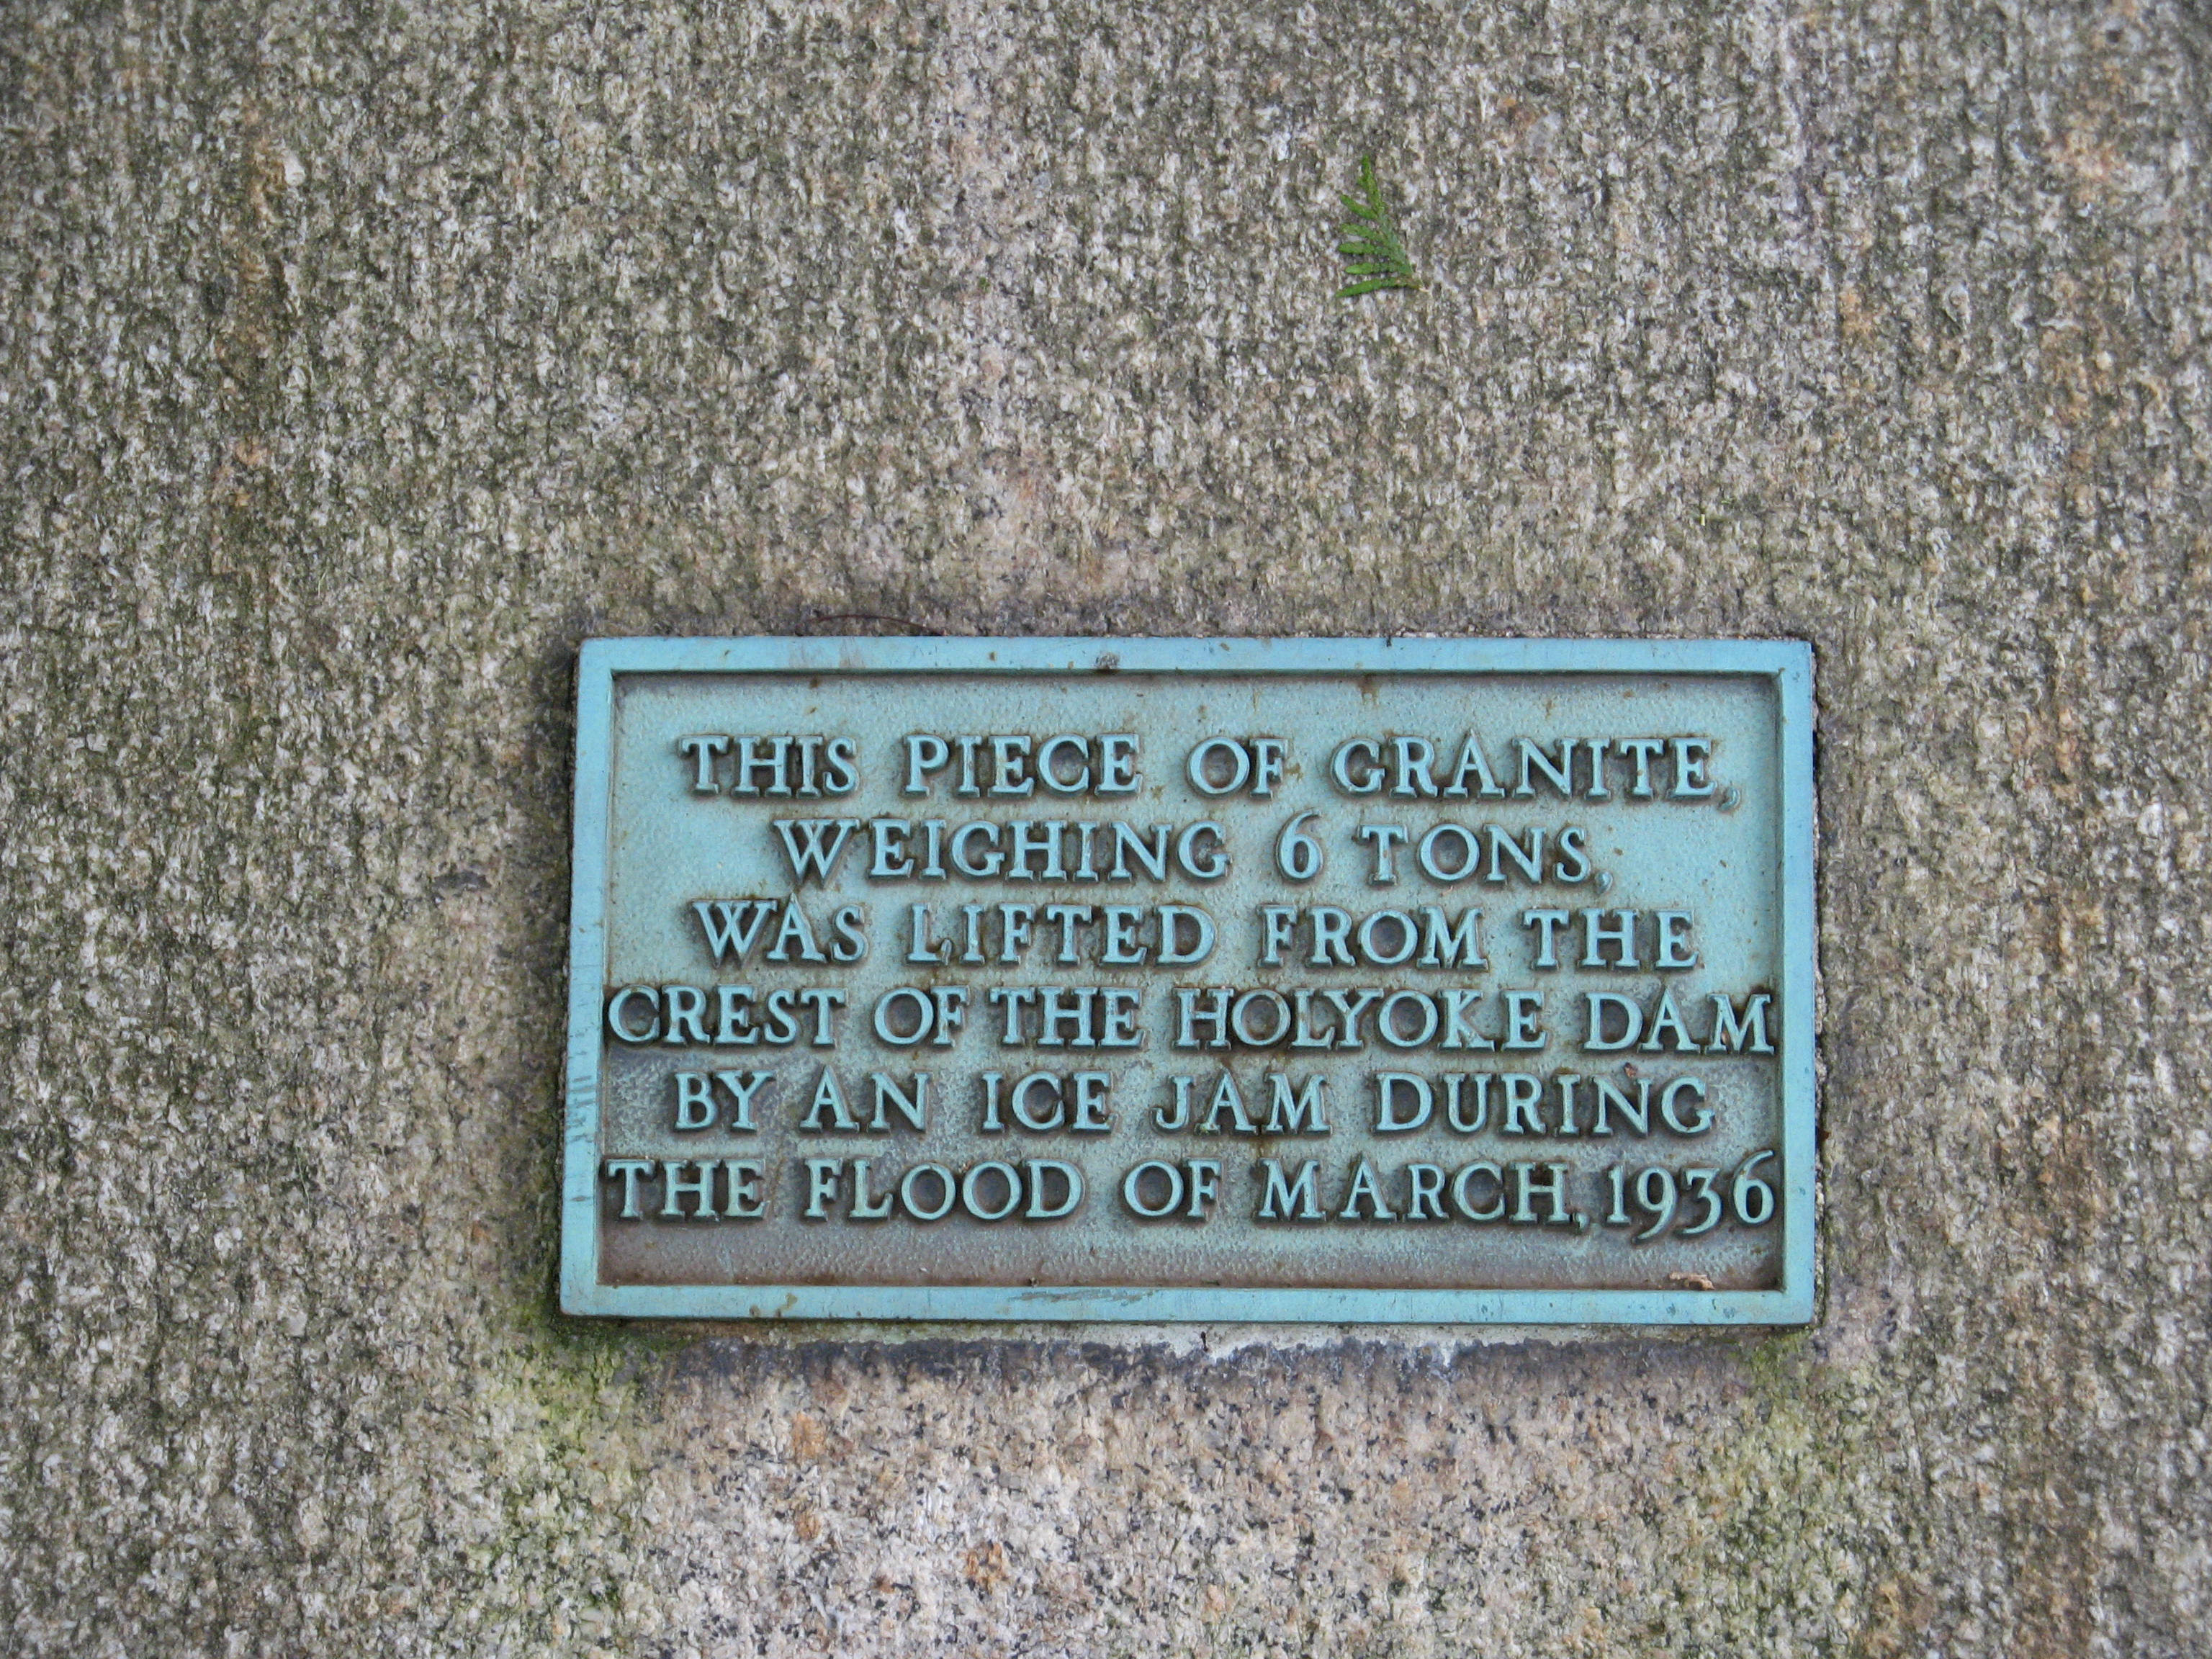 THIS PIECE OF GRANITE,
WEIGHING 6 TONS,
WAS LIFTED FROM THE
CREST OF THE HOLYOKE DAM
BY AN ICE JAM DURING
THE FLOOD OF MARCH, 1936